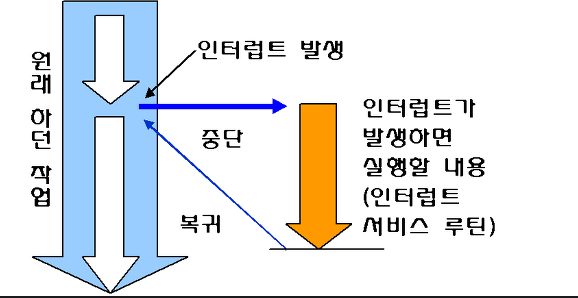 원래 하던 작업
인터럽트 발생
중단
복귀
인터럽트가
발생하면
실행할 내용
(인터럽트
서비스 루틴)